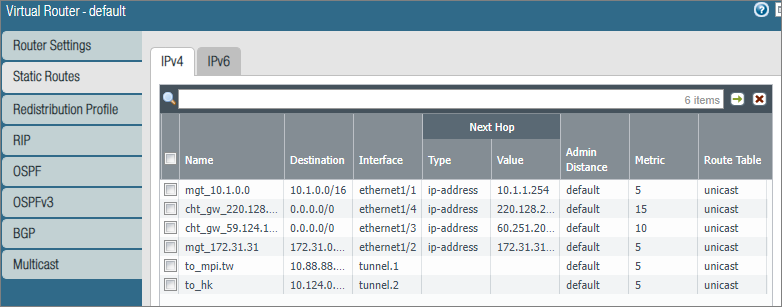 Virtual Router - default
Router Settings
Static Routes
Redistribution Profile
RIP
OSPF
OSPFv3
BGP
Multicast
IPv4 IPv6
6 items
Next Hop
Name Destination Interface Type Value Admin Distance Metric Route Table
mgt_10.1.0.0 10.1.0.0/16 ethernet1/1 ip-address 10.1.1.254 default 5 unicast
cht_gw_220.128.... 0.0.0.0/0 ethernet1/4 ip-address 220.128.2... default 15 unicast
cht_gw_59.124.1... 0.0.0.0/0 ethernet1/3 ip-address 60.251.20... default 10 unicast
mgt_172.31.31 172.31.0.... ethernet1/2 ip-address 172.31.31... default 5 unicast
to_mpi.tw 10.88.88.... tunnel.1 default 5 unicast
to_hk 10.124.0.... tunnel.2 default 5 unicast